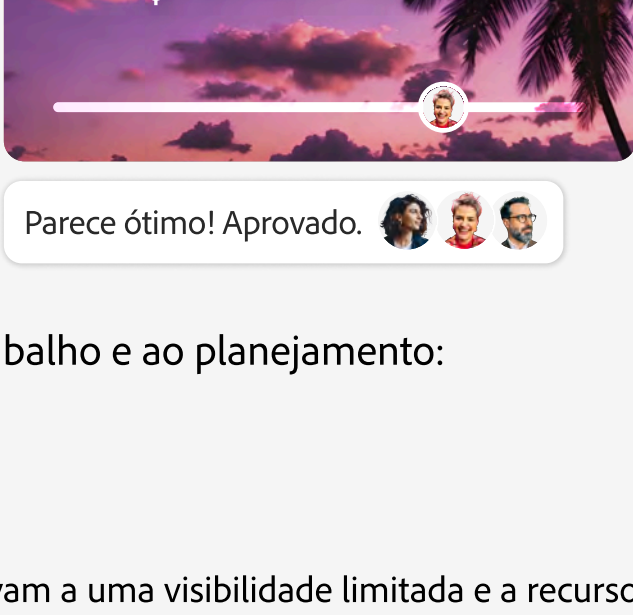 Parece ótimo! Aprovado.
balho e ao planejamento:
vam a uma visibilidade limitada e a recurso